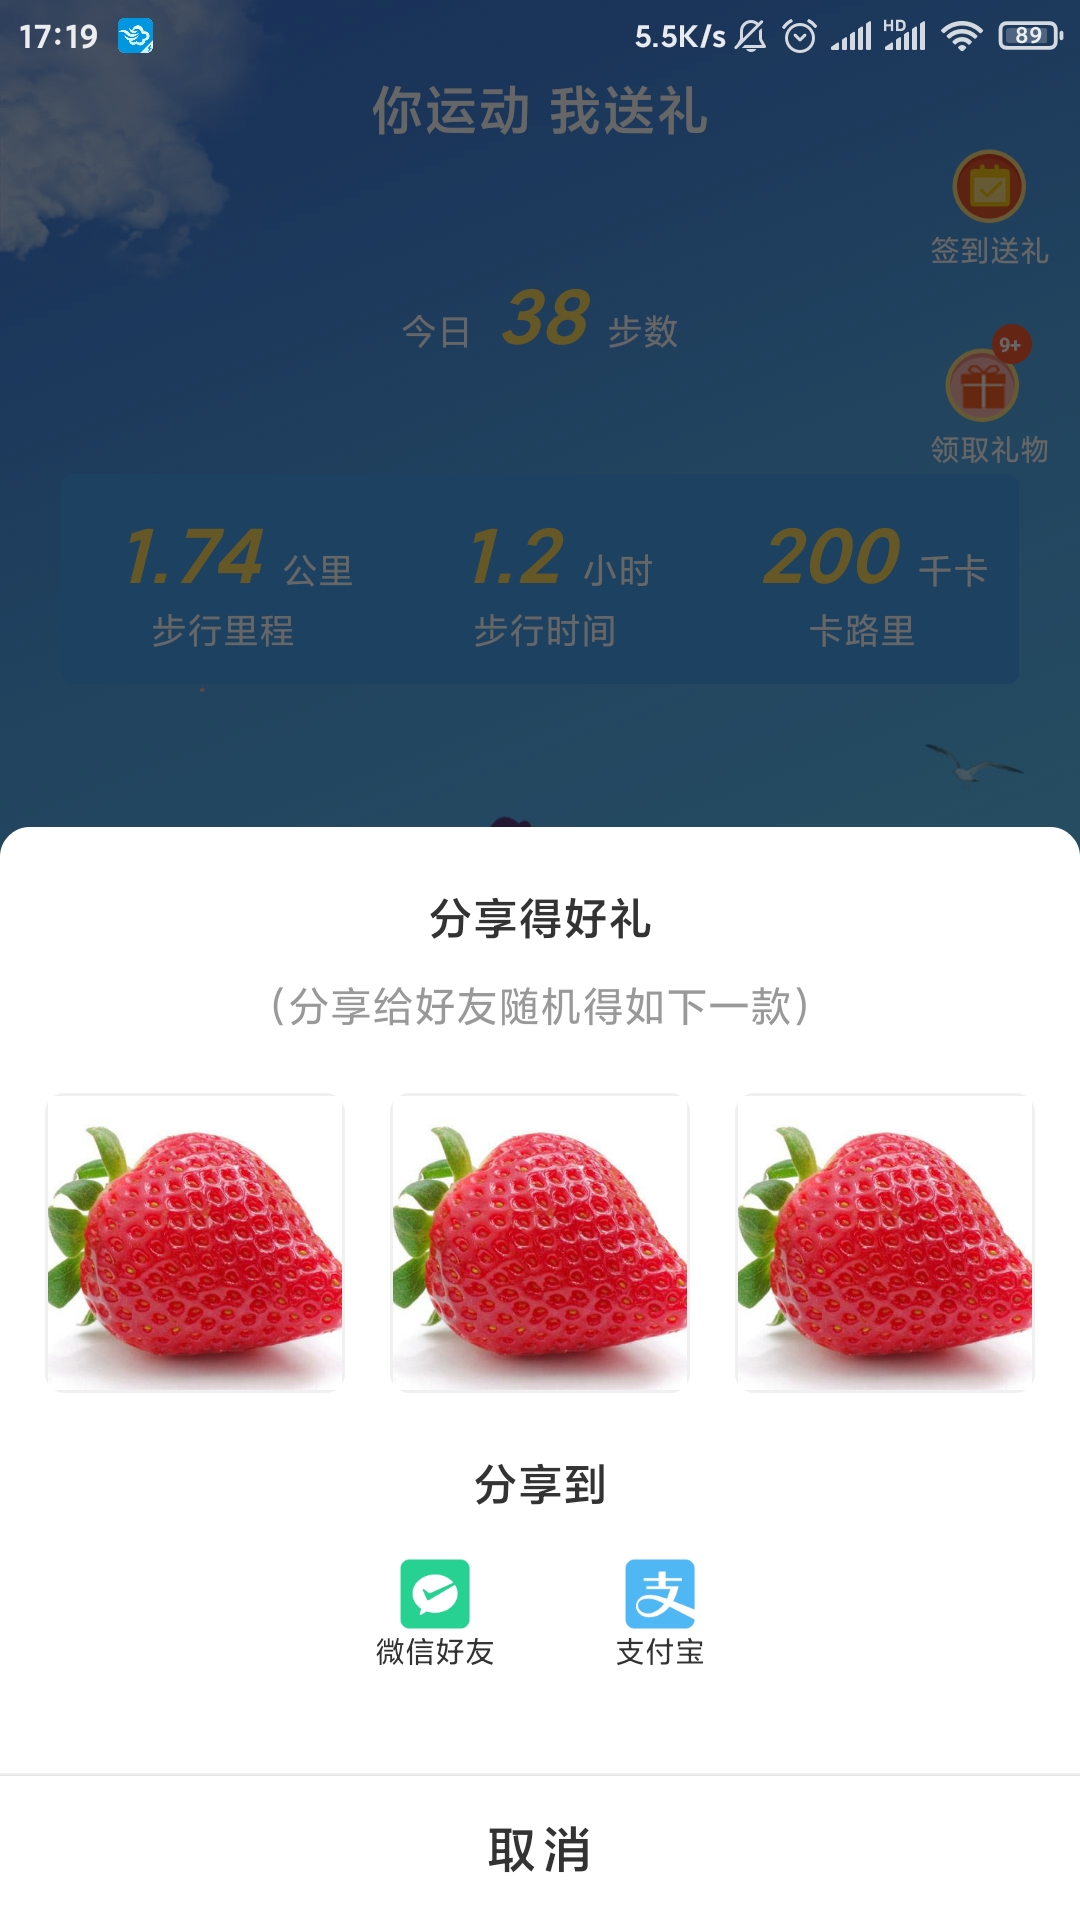 17:19 5.5K/s HD 89
你运动 我送礼
签到送礼
今日 38 步数
9+
领取礼物
1.74 公里 1.2 小时 200 千卡
步行里程 步行时间 卡路里
分享得好礼
（分享给好友随机得如下一款）
分享到
支
微信好友 支付宝
取消